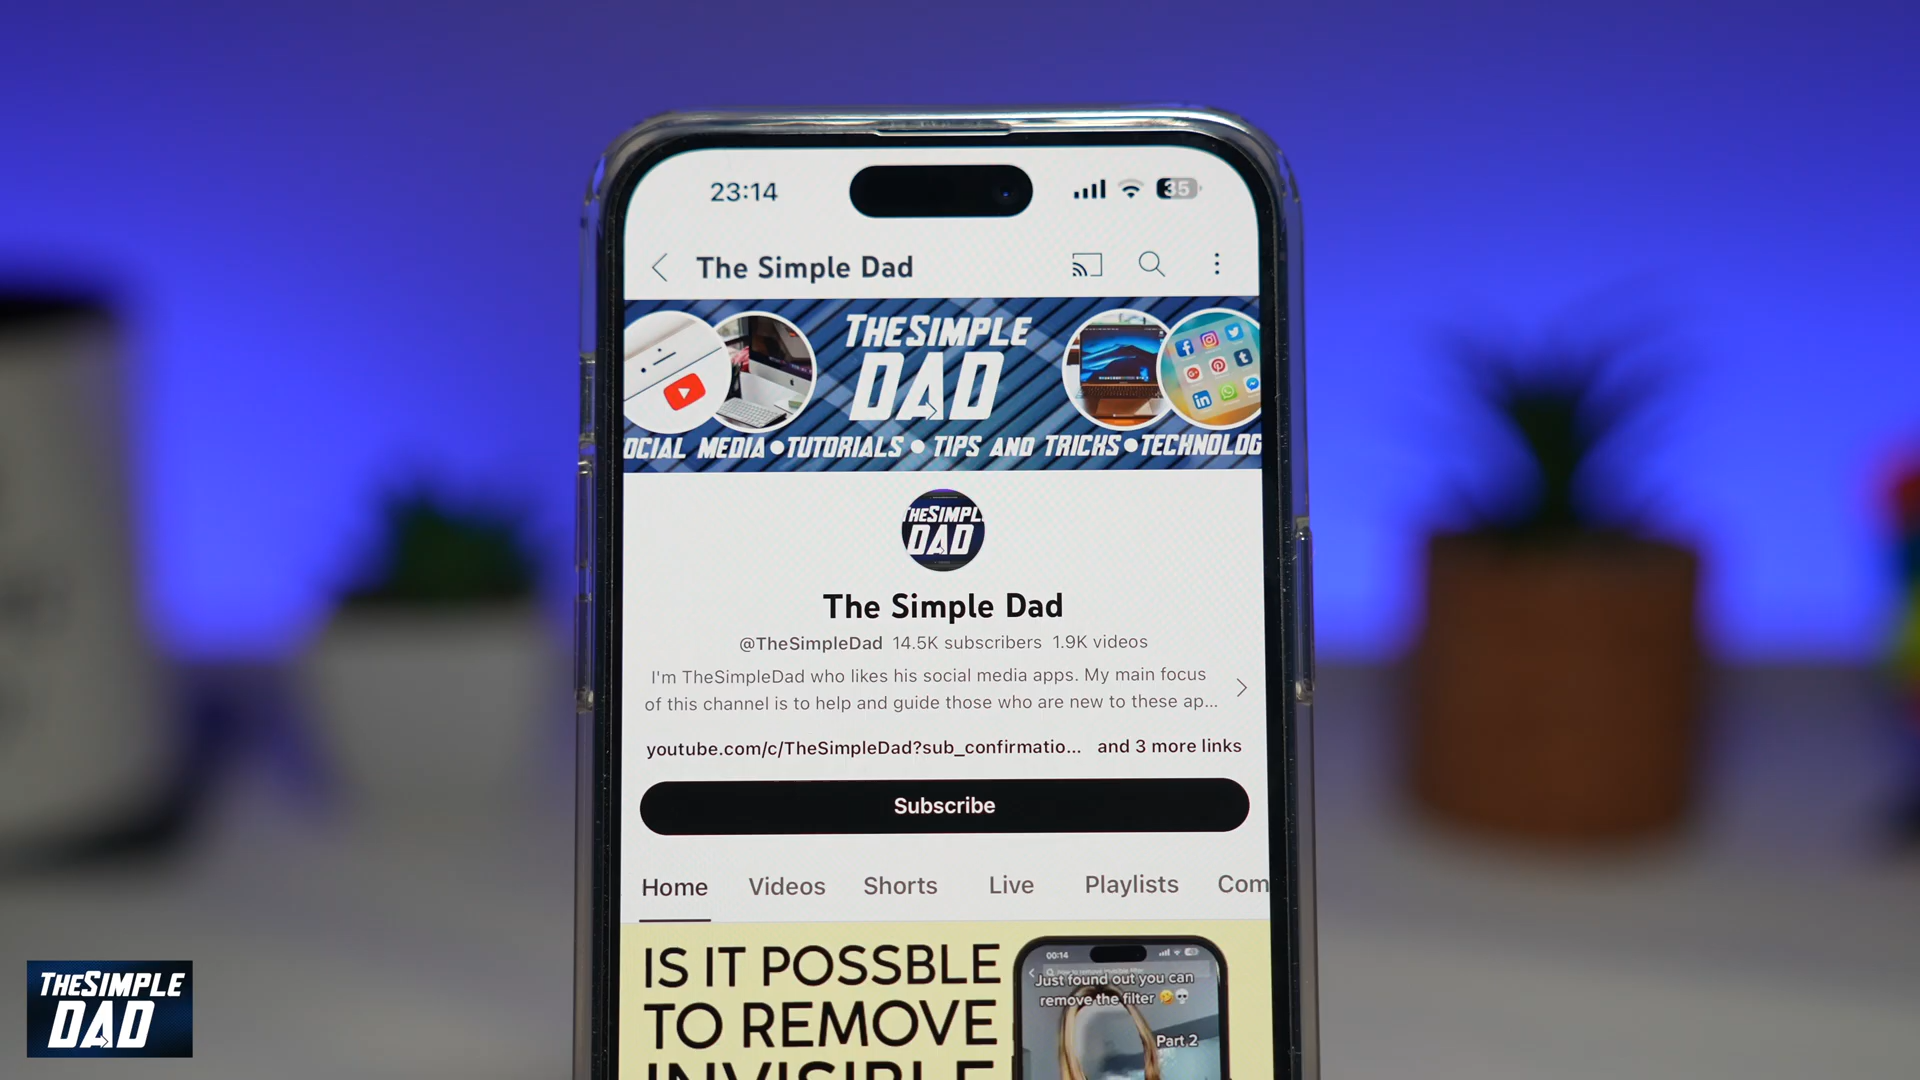 23:14
35
The Simple Dad
THESIMPLE
DAD
OCIAL MEDIA•TUTORIALS • TIPS AND TRICKS•TECHNOLOG
THESIMPL
DAD
The Simple Dad
@TheSimpleDad 14.5K subscribers 1.9K videos
I'm TheSimpleDad who likes his social media apps. My main focus
of this channel is to help and guide those who are new to these ap...
youtube.com/c/TheSimpleDad?sub_confirmatio... and 3 more links
Subscribe
Home Videos Shorts Live Playlists Com
IS IT POSSBLE
TO REMOVE
INVISIBLE
00:14
Just found out you can
remove the filter 🤣💀
Part 2
THESIMPLE
DAD